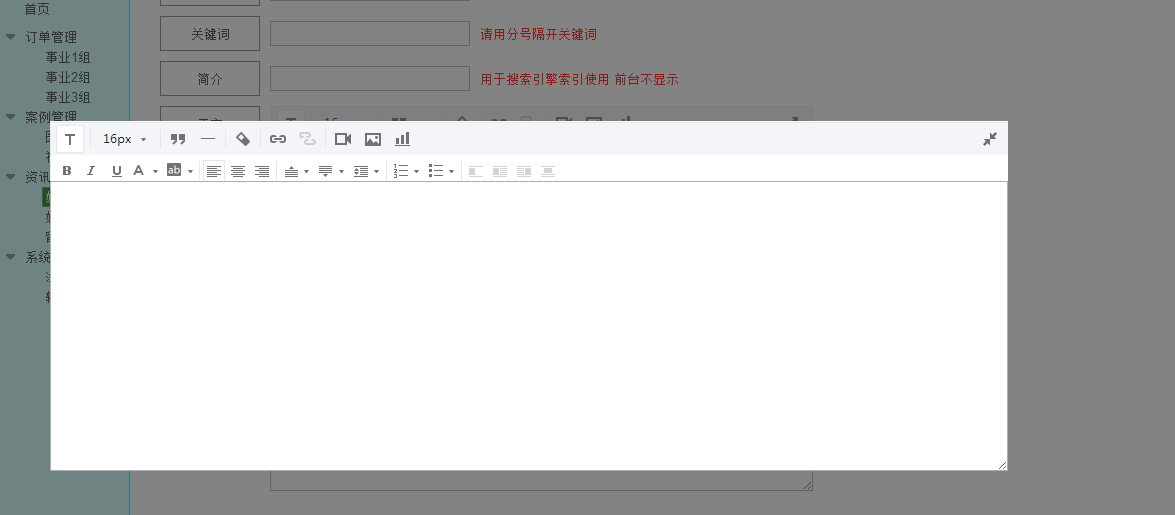 首页
订单管理
事业1组
事业2组
事业3组
案例管理
资讯
系统
关键词
请用分号隔开关键词
简介
用于搜索引擎索引使用 前台不显示
T 16px
B I U A ab